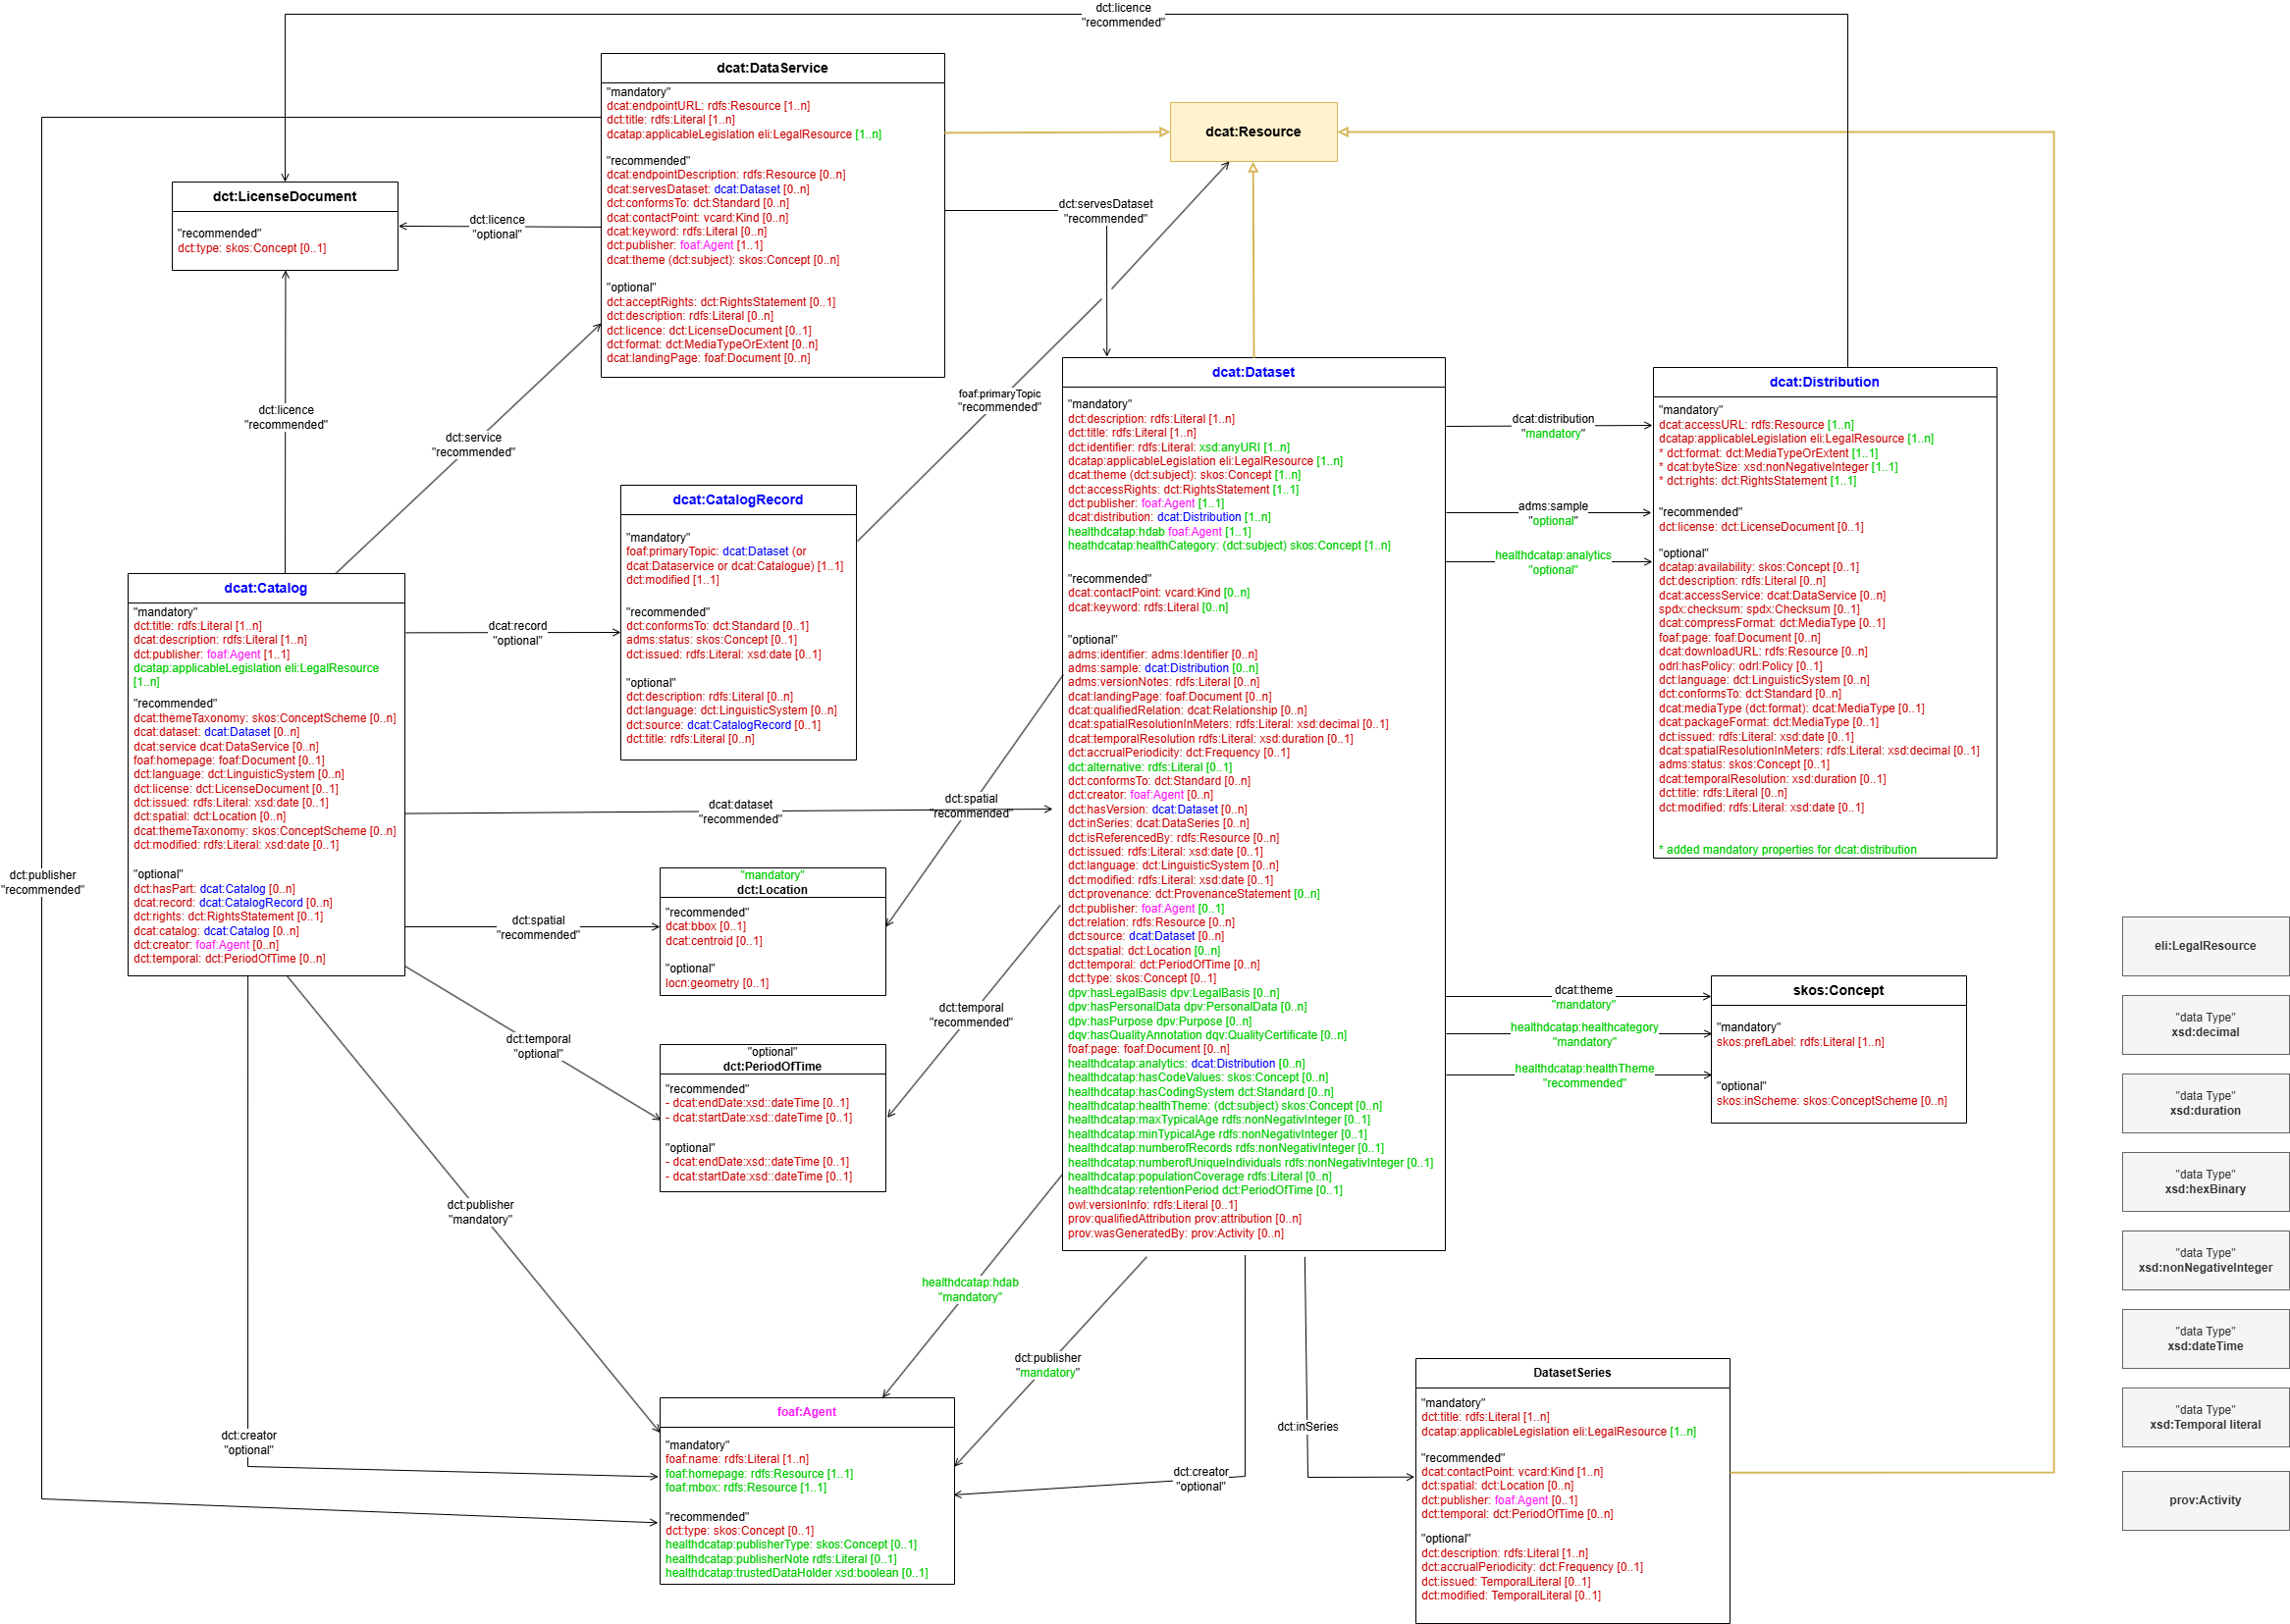 dct:licence
"recommended"
dcat:DataService
"mandatory"
dcat:endpointURL: rdfs:Resource [1..n]
dct:title: rdfs:Literal [1..n]
dcatap:applicableLegislation eli:LegalResource [1..n]
"recommended"
dcat:endpointDescription: rdfs:Resource [0..n]
dcat:servesDataset: dcat:Dataset [0..n]
dct:conformsTo: dct:Standard [0..n]
dcat:contactPoint: vcard:Kind [0..n]
dcat:keyword: rdfs:Literal [0..n]
dct:publisher: foaf:Agent [1..1]
dcat:theme (dct:subject): skos:Concept [0..n]
"optional"
dct:acceptRights: dct:RightsStatement [0..1]
dct:description: rdfs:Literal [0..n]
dct:licence: dct:LicenseDocument [0..1]
dct:format: dct:MediaTypeOrExtent [0..n]
dcat:landingPage: foaf:Document [0..n]
dcat:Resource
dct:LicenseDocument
"recommended"
dct:type: skos:Concept [0..1]
dct:licence
"optional"
dct:servesDataset
"recommended"
dct:licence
"recommended"
dct:service
"recommended"
foaf:primaryTopic
"recommended"
dcat:CatalogRecord
"mandatory"
foaf:primaryTopic: dcat:Dataset (or
dcat:Dataservice or dcat:Catalogue) [1..1]
dct:modified [1..1]
"recommended"
dct:conformsTo: dct:Standard [0..1]
adms:status: skos:Concept [0..1]
dct:issued: rdfs:Literal: xsd:date [0..1]
"optional"
dct:description: rdfs:Literal [0..n]
dct:language: dct:LinguisticSystem [0..n]
dct:source: dcat:CatalogRecord [0..1]
dct:title: rdfs:Literal [0..n]
dcat:Catalog
"mandatory"
dct:title: rdfs:Literal [1..n]
dcat:description: rdfs:Literal [1..n]
dct:publisher: foaf:Agent [1..1]
dcatap:applicableLegislation eli:LegalResource
[1..n]
"recommended"
dcat:themeTaxonomy: skos:ConceptScheme [0..n]
dcat:dataset: dcat:Dataset [0..n]
dcat:service dcat:DataService [0..n]
foaf:homepage: foaf:Document [0..1]
dct:language: dct:LinguisticSystem [0..n]
dct:license: dct:LicenseDocument [0..1]
dct:issued: rdfs:Literal: xsd:date [0..1]
dct:spatial: dct:Location [0..n]
dcat:themeTaxonomy: skos:ConceptScheme [0..n]
dct:modified: rdfs:Literal: xsd:date [0..1]
"optional"
dct:hasPart: dcat:Catalog [0..n]
dcat:record: dcat:CatalogRecord [0..n]
dct:rights: dct:RightsStatement [0..1]
dcat:catalog: dcat:Catalog [0..n]
dct:creator: foaf:Agent [0..n]
dct:temporal: dct:PeriodOfTime [0..n]
dcat:record
"optional"
dcat:dataset
"recommended"
dct:spatial
"recommended"
dct:spatial
"recommended"
dct:temporal
"recommended"
dct:temporal
"optional"
dct:publisher
"recommended"
"mandatory"
dct:Location
"recommended"
dcat:bbox [0..1]
dcat:centroid [0..1]
"optional"
locn:geometry [0..1]
"optional"
dct:PeriodOfTime
"recommended"
- dcat:endDate:xsd::dateTime [0..1]
- dcat:startDate:xsd::dateTime [0..1]
"optional"
- dcat:endDate:xsd::dateTime [0..1]
- dcat:startDate:xsd::dateTime [0..1]
dcat:Dataset
"mandatory"
dct:description: rdfs:Literal [1..n]
dct:title: rdfs:Literal [1..n]
dct:identifier: rdfs:Literal: xsd:anyURI [1..n]
dcatap:applicableLegislation eli:LegalResource [1..n]
dcat:theme (dct:subject): skos:Concept [1..n]
dct:accessRights: dct:RightsStatement [1..1]
dct:publisher: foaf:Agent [1..1]
dcat:distribution: dcat:Distribution [1..n]
healthdcatap:hdab foaf:Agent [1..1]
heathdcatap:healthCategory: (dct:subject) skos:Concept [1..n]
"recommended"
dcat:contactPoint: vcard:Kind [0..n]
dcat:keyword: rdfs:Literal [0..n]
"optional"
adms:identifier: adms:Identifier [0..n]
adms:sample: dcat:Distribution [0..n]
adms:versionNotes: rdfs:Literal [0..n]
dcat:landingPage: foaf:Document [0..n]
dcat:qualifiedRelation: dcat:Relationship [0..n]
dcat:spatialResolutionInMeters: rdfs:Literal: xsd:decimal [0..1]
dcat:temporalResolution rdfs:Literal: xsd:duration [0..1]
dct:accrualPeriodicity: dct:Frequency [0..1]
dct:alternative: rdfs:Literal [0..1]
dct:conformsTo: dct:Standard [0..n]
dct:creator: foaf:Agent [0..n]
dct:hasVersion: dcat:Dataset [0..n]
dct:inSeries: dcat:DataSeries [0..n]
dct:isReferencedBy: rdfs:Resource [0..n]
dct:issued: rdfs:Literal: xsd:date [0..1]
dct:language: dct:LinguisticSystem [0..n]
dct:modified: rdfs:Literal: xsd:date [0..1]
dct:provenance: dct:ProvenanceStatement [0..n]
dct:publisher: foaf:Agent [0..1]
dct:relation: rdfs:Resource [0..n]
dct:source: dcat:Dataset [0..n]
dct:spatial: dct:Location [0..n]
dct:temporal: dct:PeriodOfTime [0..n]
dct:type: skos:Concept [0..1]
dpv:hasLegalBasis dpv:LegalBasis [0..n]
dpv:hasPersonalData dpv:PersonalData [0..n]
dpv:hasPurpose dpv:Purpose [0..n]
dqv:hasQualityAnnotation dqv:QualityCertificate [0..n]
foaf:page: foaf:Document [0..n]
healthdcatap:analytics: dcat:Distribution [0..n]
healthdcatap:hasCodeValues: skos:Concept [0..n]
healthdcatap:hasCodingSystem dct:Standard [0..n]
healthdcatap:healthTheme: (dct:subject) skos:Concept [0..n]
healthdcatap:maxTypicalAge rdfs:nonNegativInteger [0..1]
healthdcatap:minTypicalAge rdfs:nonNegativInteger [0..1]
healthdcatap:numberofRecords rdfs:nonNegativInteger [0..1]
healthdcatap:numberofUniqueIndividuals rdfs:nonNegativInteger [0..1]
healthdcatap:populationCoverage rdfs:Literal [0..n]
healthdcatap:retentionPeriod dct:PeriodOfTime [0..1]
owl:versionInfo: rdfs:Literal [0..1]
prov:qualifiedAttribution prov:attribution [0..n]
prov:wasGeneratedBy: prov:Activity [0..n]
dcat:distribution
"mandatory"
adms:sample
"optional"
healthdcatap:analytics
"optional"
dcat:Distribution
"mandatory"
dcat:accessURL: rdfs:Resource [1..n]
dcatap:applicableLegislation eli:LegalResource [1..n]
* dct:format: dct:MediaTypeOrExtent [1..1]
* dcat:byteSize: xsd:nonNegativeInteger [1..1]
* dct:rights: dct:RightsStatement [1..1]
"recommended"
dct:license: dct:LicenseDocument [0..1]
"optional"
dcatap:availability: skos:Concept [0..1]
dct:description: rdfs:Literal [0..n]
dcat:accessService: dcat:DataService [0..n]
spdx:checksum: spdx:Checksum [0..1]
dcat:compressFormat: dct:MediaType [0..1]
foaf:page: foaf:Document [0..n]
dcat:downloadURL: rdfs:Resource [0..n]
odrl:hasPolicy: odrl:Policy [0..1]
dct:language: dct:LinguisticSystem [0..n]
dct:conformsTo: dct:Standard [0..n]
dcat:mediaType (dct:format): dcat:MediaType [0..1]
dcat:packageFormat: dct:MediaType [0..1]
dct:issued: rdfs:Literal: xsd:date [0..1]
dcat:spatialResolutionInMeters: rdfs:Literal: xsd:decimal [0..1]
adms:status: skos:Concept [0..1]
dcat:temporalResolution: xsd:duration [0..1]
dct:title: rdfs:Literal [0..n]
dct:modified: rdfs:Literal: xsd:date [0..1]
* added mandatory properties for dcat:distribution
dcat:theme
"mandatory"
healthdcatap:healthcategory
"mandatory"
healthdcatap:healthTheme
"recommended"
skos:Concept
"mandatory"
skos:prefLabel: rdfs:Literal [1..n]
"optional"
skos:inScheme: skos:ConceptScheme [0..n]
eli:LegalResource
"data Type"
xsd:decimal
"data Type"
xsd:duration
"data Type"
xsd:hexBinary
"data Type"
xsd:nonNegativeInteger
"data Type"
xsd:dateTime
"data Type"
xsd:Temporal literal
prov:Activity
dct:publisher
"mandatory"
healthdcatap:hdab
"mandatory"
dct:publisher
"mandatory"
dct:creator
"optional"
dct:creator
"optional"
dct:inSeries
foaf:Agent
"mandatory"
foaf:name: rdfs:Literal [1..n]
foaf:homepage: rdfs:Resource [1..1]
foaf:mbox: rdfs:Resource [1..1]
"recommended"
dct:type: skos:Concept [0..1]
healthdcatap:publisherType: skos:Concept [0..1]
healthdcatap:publisherNote rdfs:Literal [0..1]
healthdcatap:trustedDataHolder xsd:boolean [0..1]
DatasetSeries
"mandatory"
dct:title: rdfs:Literal [1..n]
dcatap:applicableLegislation eli:LegalResource [1..n]
"recommended"
dcat:contactPoint: vcard:Kind [1..n]
dct:spatial: dct:Location [0..n]
dct:publisher: foaf:Agent [0..1]
dct:temporal: dct:PeriodOfTime [0..n]
"optional"
dct:description: rdfs:Literal [1..n]
dct:accrualPeriodicity: dct:Frequency [0..1]
dct:issued: TemporalLiteral [0..1]
dct:modified: TemporalLiteral [0..1]